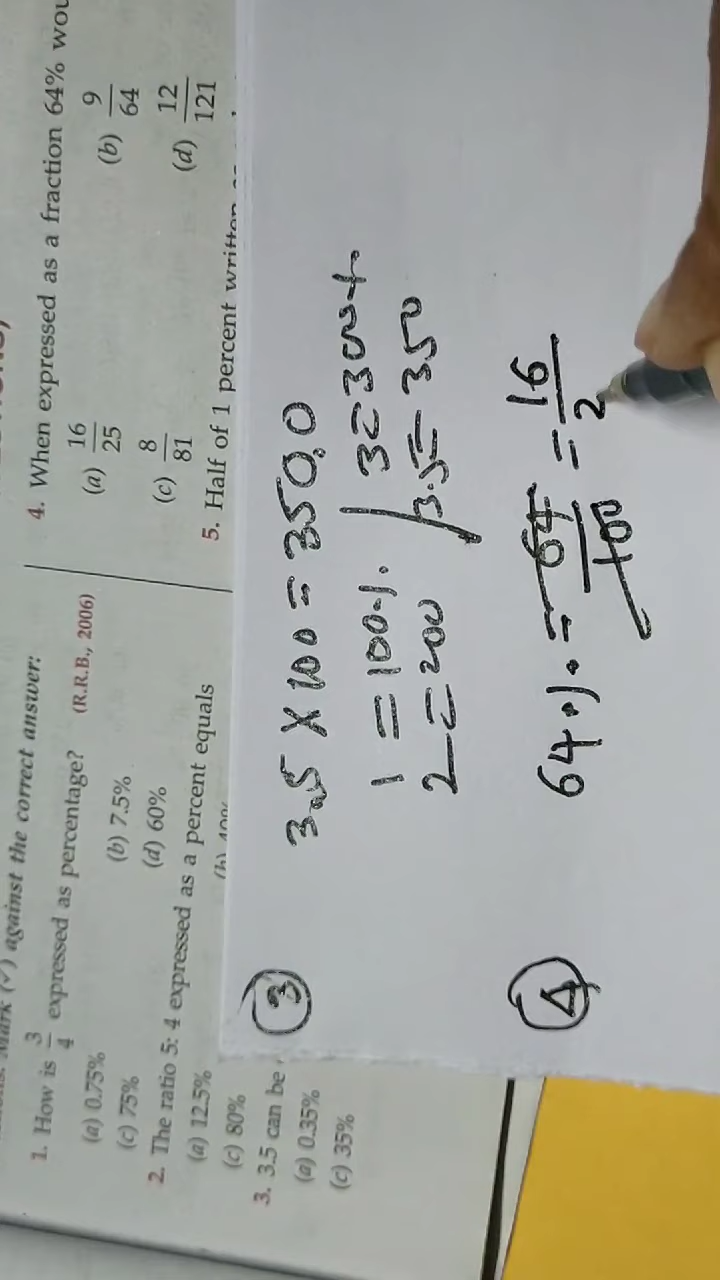 against the correct answer:
1. How is 3/4 expressed as percentage? (R.R.B., 2006)
(a) 0.75% (b) 7.5%
(c) 75% (d) 60%
2. The ratio 5: 4 expressed as a percent equals
(a) 12.5%
(c) 80%
3. 3.5 can be
(a) 0.35%
(c) 35%
4. When expressed as a fraction 64%
(a) 16/25 (b) 9/64
(c) 8/81 (d) 12/121
5. Half of 1 percent written
3 3.5 X 100 = 350.0
1 = 100% / 3 = 300%
2 = 200 / 3.5 = 350
4 64% = 64/100 = 16/2